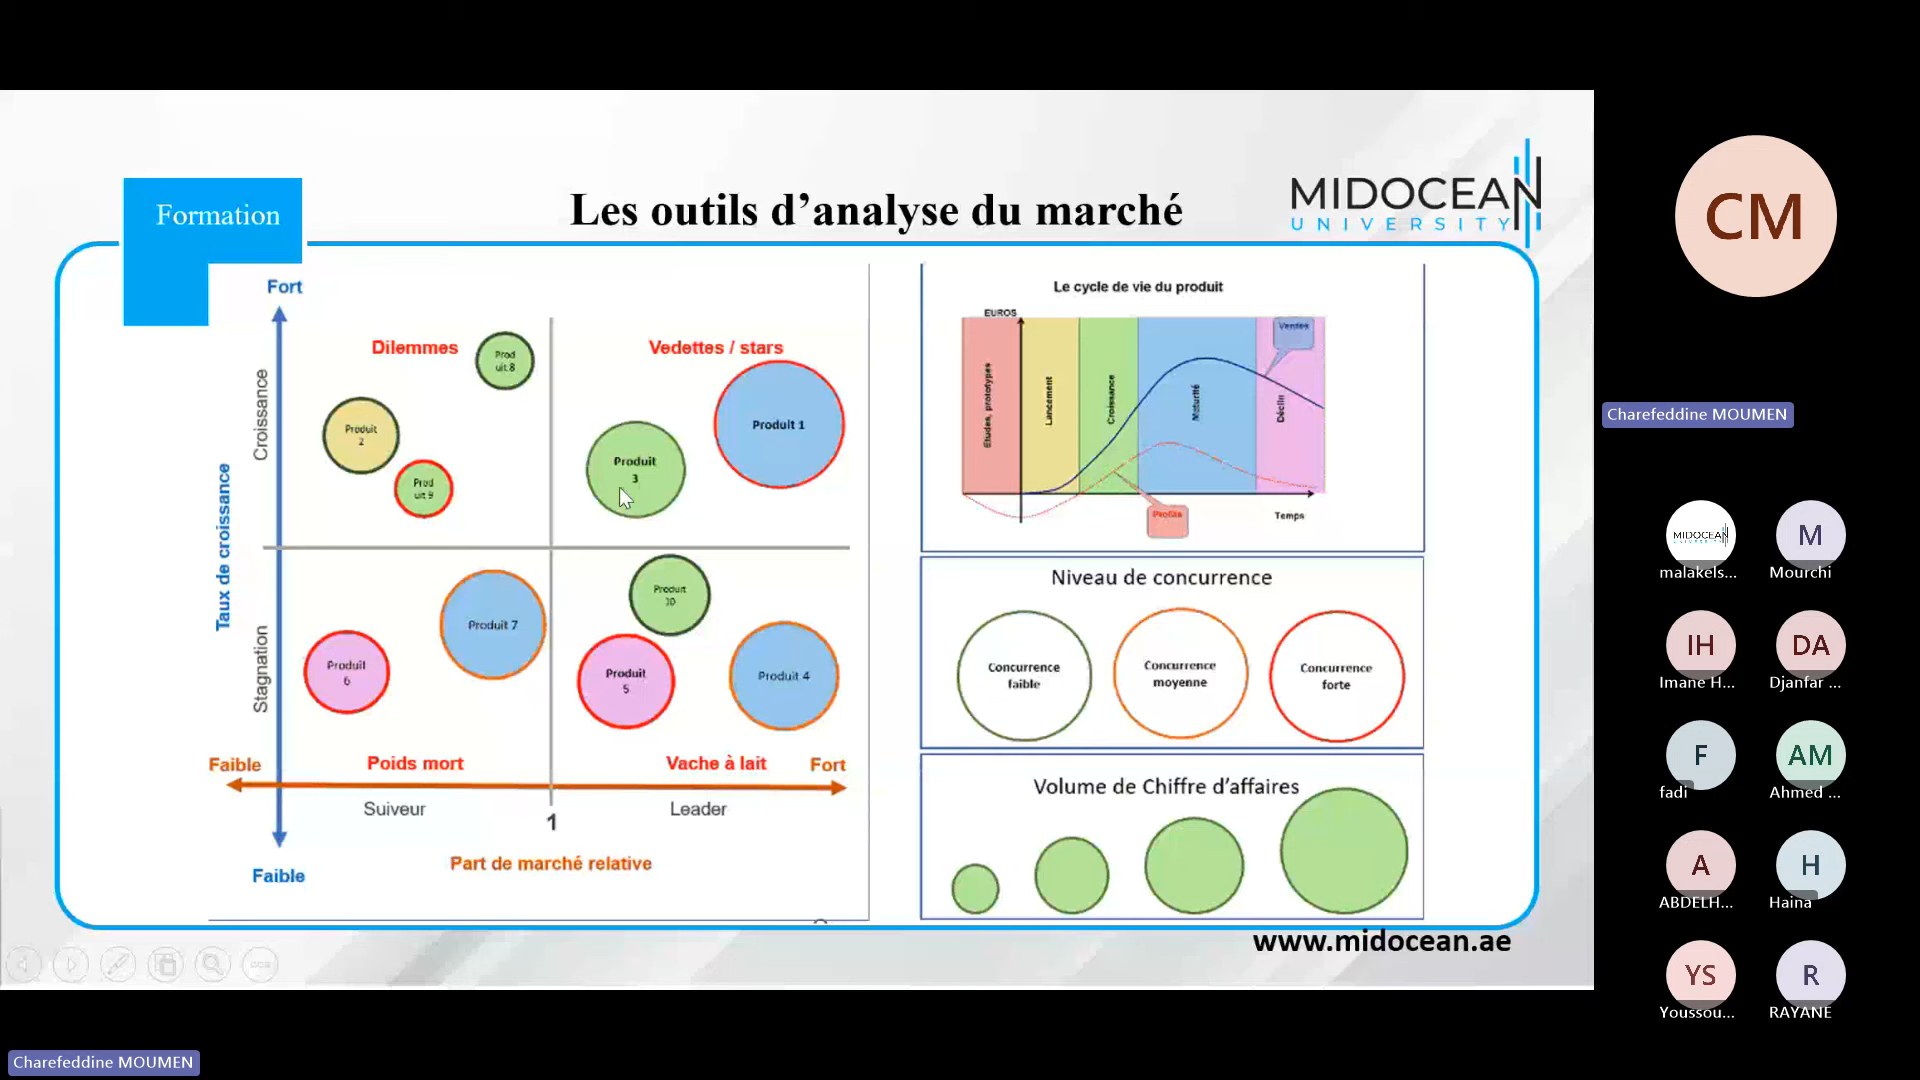 Formation
Les outils d’analyse du marché
MIDOCEAN
UNIVERSITY
Fort
Dilemmes
Vedettes / stars
Prod
uit 8
Produit
2
Prod
uit 9
Produit
3
Produit 1
Croissance
Taux de croissance
Stagnation
Produit
6
Produit 7
Produit
10
Produit
5
Produit 4
Faible
Poids mort
Vache à lait
Fort
Suiveur
1
Leader
Part de marché relative
Faible
Le cycle de vie du produit
EUROS
Etudes, prototypes
Lancement
Croissance
Maturité
Déclin
Ventes
Profits
Temps
Niveau de concurrence
Concurrence
faible
Concurrence
moyenne
Concurrence
forte
Volume de Chiffre d’affaires
www.midocean.ae
Charefeddine MOUMEN
CM
Charefeddine MOUMEN
MIDOCEAN
malakels...
M
Mourchi
IH
Imane H...
DA
Djanfar ...
F
fadi
AM
Ahmed ...
A
ABDELH...
H
Haina
YS
Youssou...
R
RAYANE